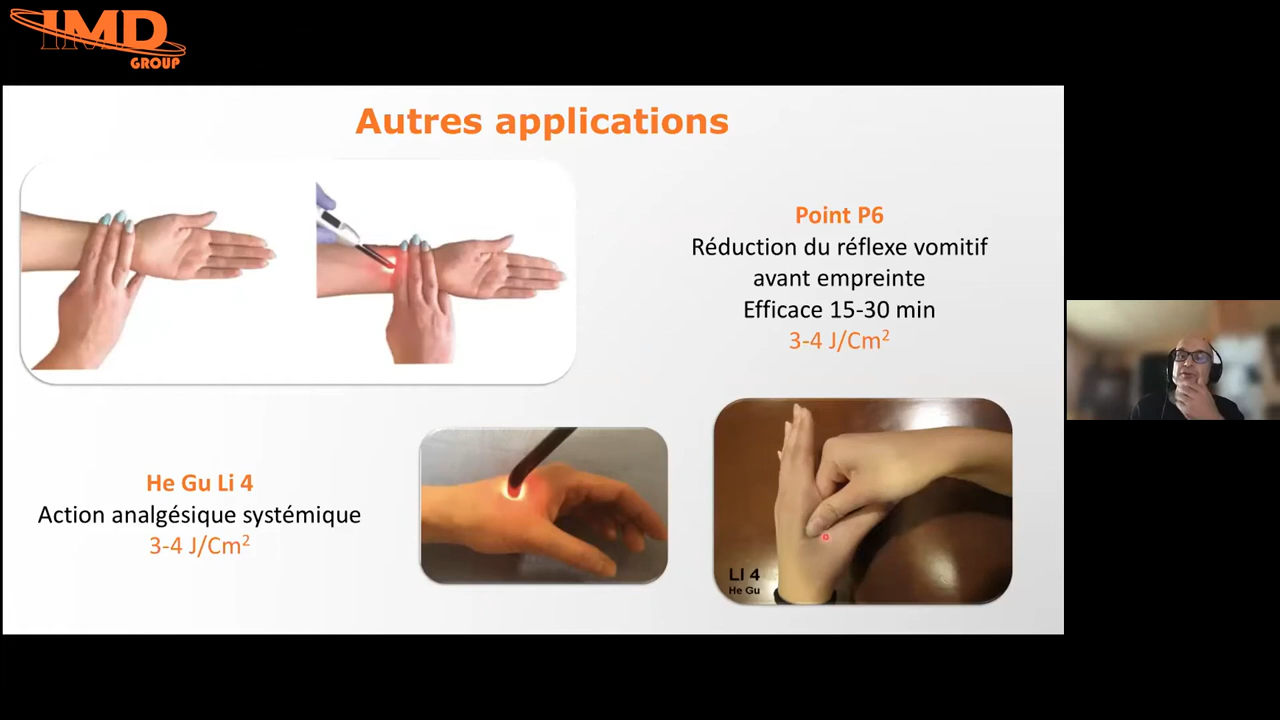 IMD
GROUP
Autres applications
Point P6
Réduction du réflexe vomitif
avant empreinte
Efficace 15-30 min
3-4 J/Cm²
He Gu Li 4
Action analgésique systémique
3-4 J/Cm²
LI 4
He Gu